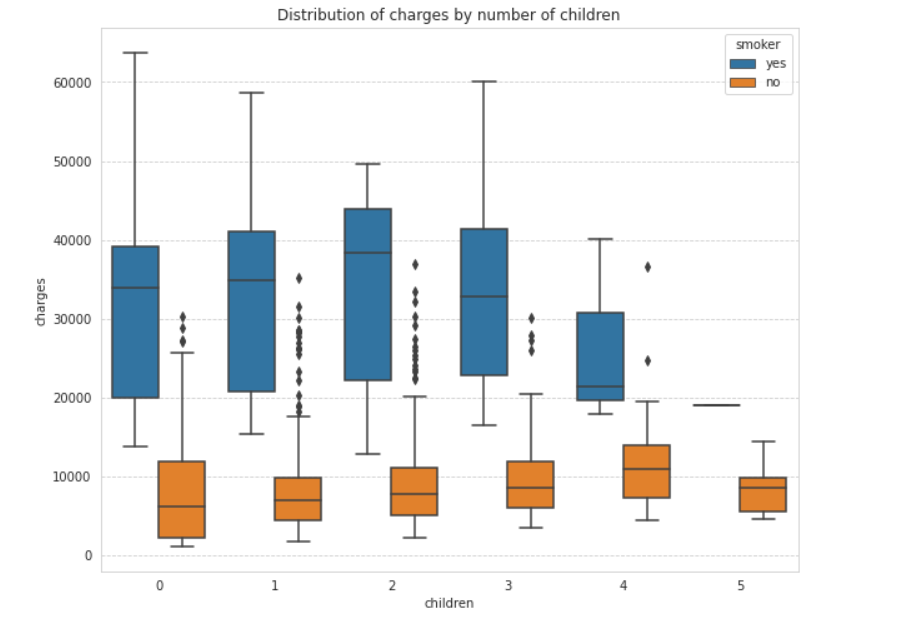 Distribution of charges by number of children
smoker
yes
no
60000
50000
40000
30000
20000
10000
0
charges
0 1 2 3 4 5
children